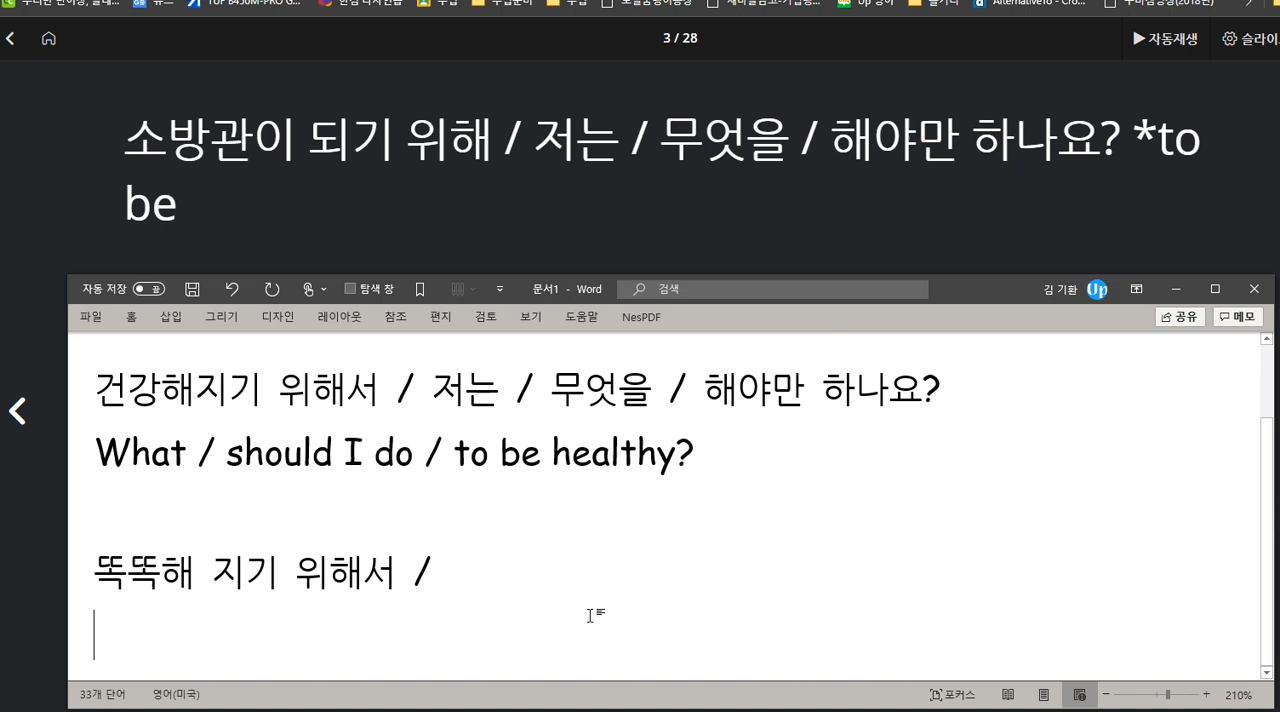 3 / 28
▶ 자동재생
슬라이
소방관이 되기 위해 / 저는 / 무엇을 / 해야만 하나요? *to
be
자동 저장 끔 탐색 창 문서1 - Word 검색 김 기환 Up
파일 홈 삽입 그리기 디자인 레이아웃 참조 편지 검토 보기 도움말 NesPDF 공유 메모
건강해지기 위해서 / 저는 / 무엇을 / 해야만 하나요?
What / should I do / to be healthy?
똑똑해 지기 위해서 /
33개 단어 영어(미국) 포커스 210%